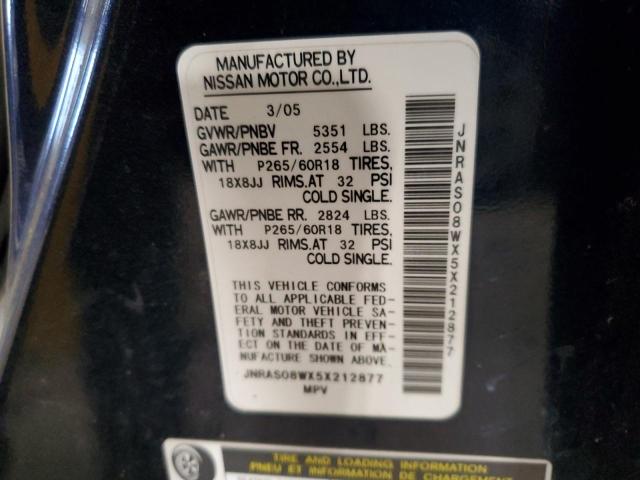 MANUFACTURED BY
NISSAN MOTOR CO.,LTD.
DATE 3/05
GVWR/PNBV 5351 LBS.
GAWR/PNBE FR. 2554 LBS.
WITH P265/60R18 TIRES,
18X8JJ RIMS.AT 32 PSI
COLD SINGLE.
GAWR/PNBE RR. 2824 LBS.
WITH P265/60R18 TIRES,
18X8JJ RIMS.AT 32 PSI
COLD SINGLE.
THIS VEHICLE CONFORMS
TO ALL APPLICABLE FED-
ERAL MOTOR VEHICLE SA-
FETY AND THEFT PREVEN-
TION STANDARDS IN EFF-
ECT ON THE DATE OF MA-
NUFACTURE SHOWN ABOVE.
JNRAS08WX5X212877
MPV
JNRAS08WX5X212877
TIRE AND LOADING INFORMATION
PNEU ET INFORMATION DE CHARGEMENT